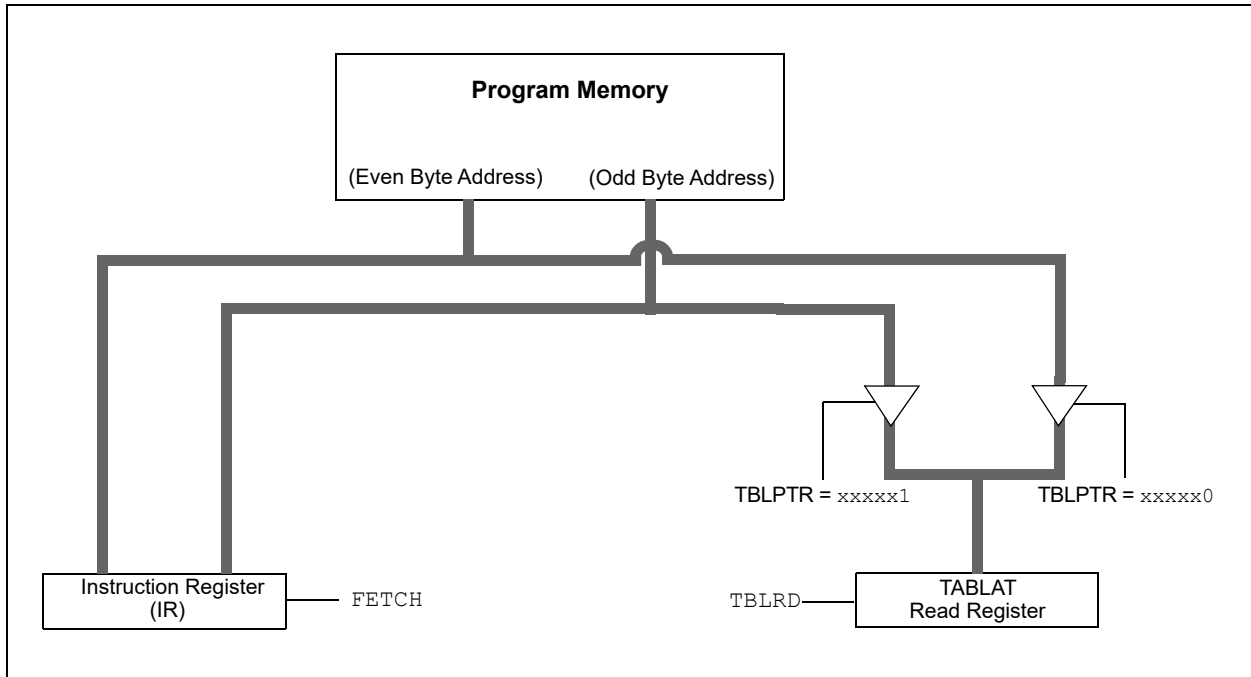 Program Memory
(Even Byte Address) (Odd Byte Address)
TBLPTR = xxxxx1 TBLPTR = xxxxx0
Instruction Register
(IR)
FETCH
TBLRD
TABLAT
Read Register